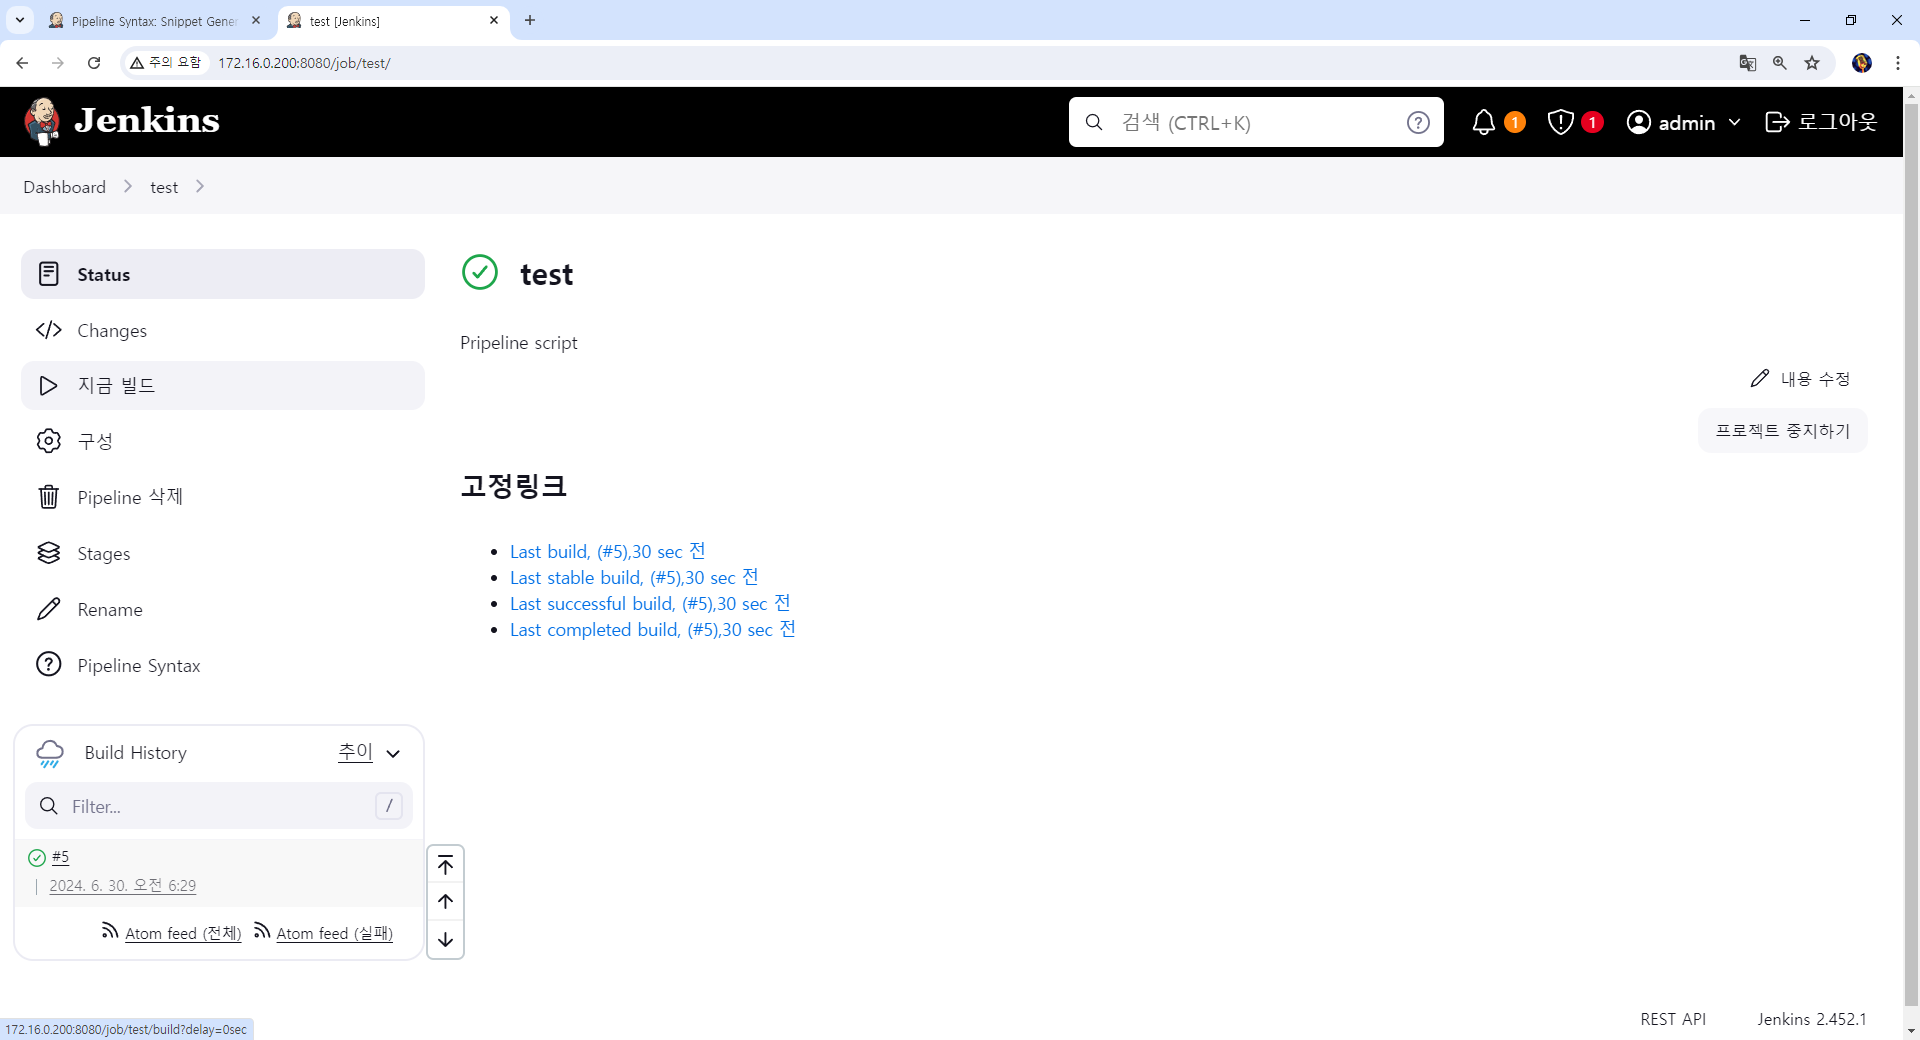 Pipeline Syntax: Snippet Gene
test [Jenkins]
주의 요함
172.16.0.200:8080/job/test/
Jenkins
검색 (CTRL+K)
?
1
1
admin
로그아웃
Dashboard
test
Status
Changes
지금 빌드
구성
Pipeline 삭제
Stages
Rename
Pipeline Syntax
test
Pripeline script
내용 수정
프로젝트 중지하기
고정링크
Last build, (#5),30 sec 전
Last stable build, (#5),30 sec 전
Last successful build, (#5),30 sec 전
Last completed build, (#5),30 sec 전
Build History
추이
Filter...
/
#5
2024. 6. 30. 오전 6:29
Atom feed (전체)
Atom feed (실패)
172.16.0.200:8080/job/test/build?delay=0sec
REST API
Jenkins 2.452.1